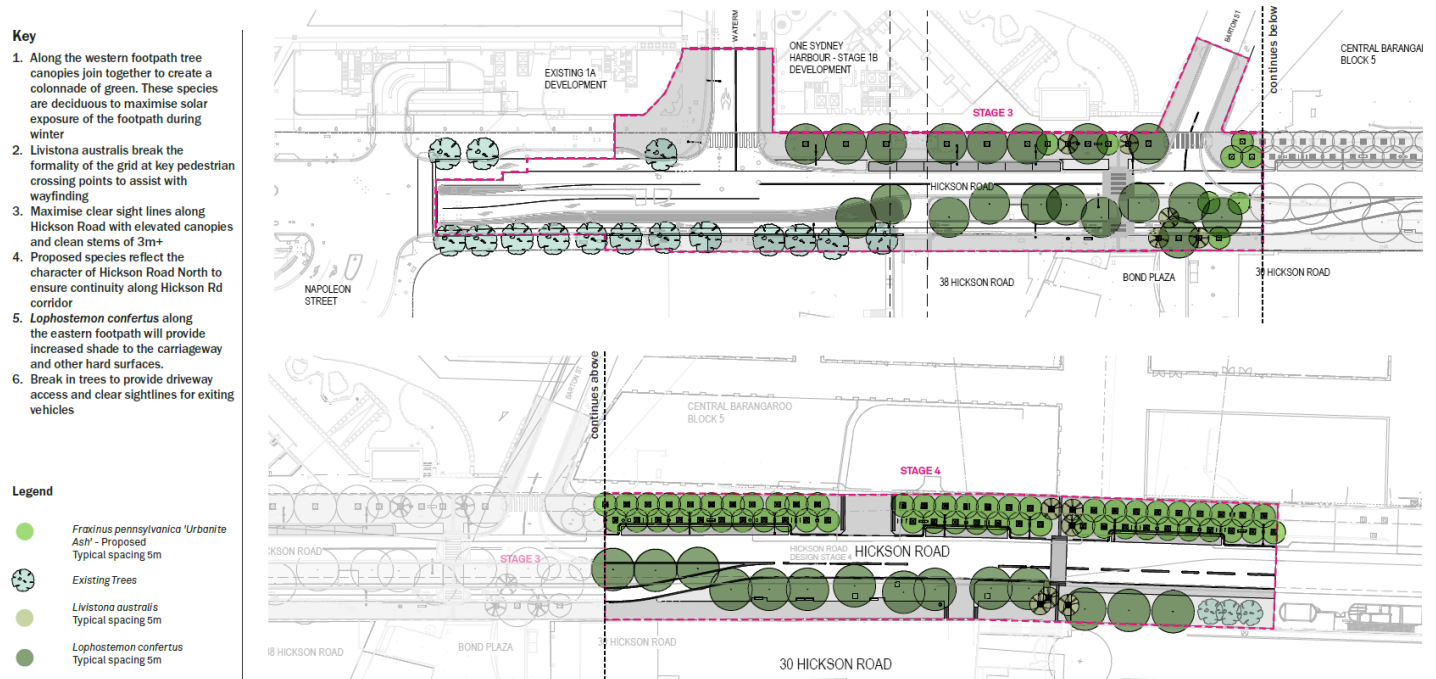 Key
1. Along the western footpath tree
canopies join together to create a
colonnade of green. These species
are deciduous to maximise solar
exposure of the footpath during
winter
2. Livistona australis break the
formality of the grid at key pedestrian
crossing points to assist with
wayfinding
3. Maximise clear sight lines along
Hickson Road with elevated canopies
and clean stems of 3m+
4. Proposed species reflect the
character of Hickson Road North to
ensure continuity along Hickson Rd
corridor
5. Lophostemon confertus along
the eastern footpath will provide
increased shade to the carriageway
and other hard surfaces.
6. Break in trees to provide driveway
access and clear sightlines for exiting
vehicles
Legend
Fraxinus pennsylvanica 'Urbanite
Ash' - Proposed
Typical spacing 5m
Existing Trees
Livistona australis
Typical spacing 5m
Lophostemon confertus
Typical spacing 5m
WATERM
ONE SYDNEY
HARBOUR - STAGE 1B
DEVELOPMENT
EXISTING 1A
DEVELOPMENT
BARTON ST
continues below
CENTRAL BARANGAR
BLOCK 5
STAGE 3
HICKSON ROAD
NAPOLEON
STREET
38 HICKSON ROAD
BOND PLAZA
30 HICKSON ROAD
BARTON ST
continues above
CENTRAL BARANGAROO
BLOCK 5
STAGE 4
CKSON ROAD
STAGE 3
HICKSON ROAD
DESIGN STAGE 4
HICKSON ROAD
38 HICKSON ROAD
BOND PLAZA
HICKSON ROAD
30 HICKSON ROAD